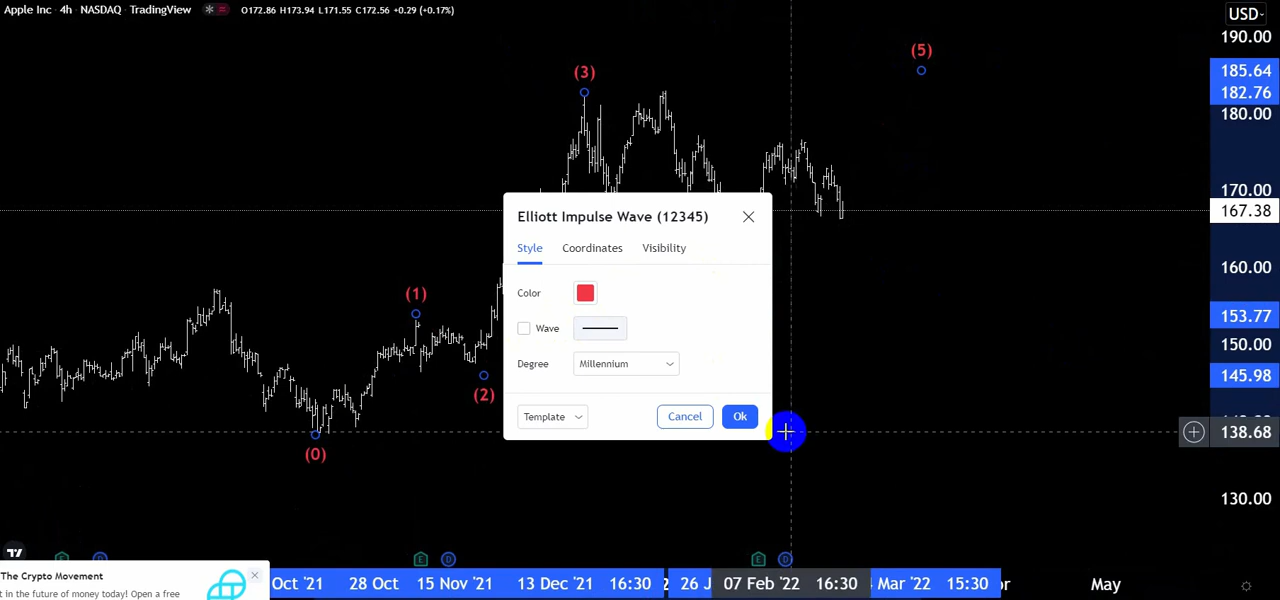 Apple Inc · 4h · NASDAQ · TradingView
O172.86 H173.94 L171.55 C172.56 +0.29 (+0.17%)
USD
190.00
(5)
185.64
(3)
182.76
180.00
170.00
167.38
Elliott Impulse Wave (12345)
Style Coordinates Visibility
160.00
(1)
Color
153.77
Wave
150.00
Degree Millennium
145.98
(2)
Template Cancel Ok
138.68
(0)
130.00
E D E D E D
The Crypto Movement
t in the future of money today! Open a free
Oct '21 28 Oct 15 Nov '21 13 Dec '21 16:30 26 J 07 Feb '22 16:30 Mar '22 15:30 or May